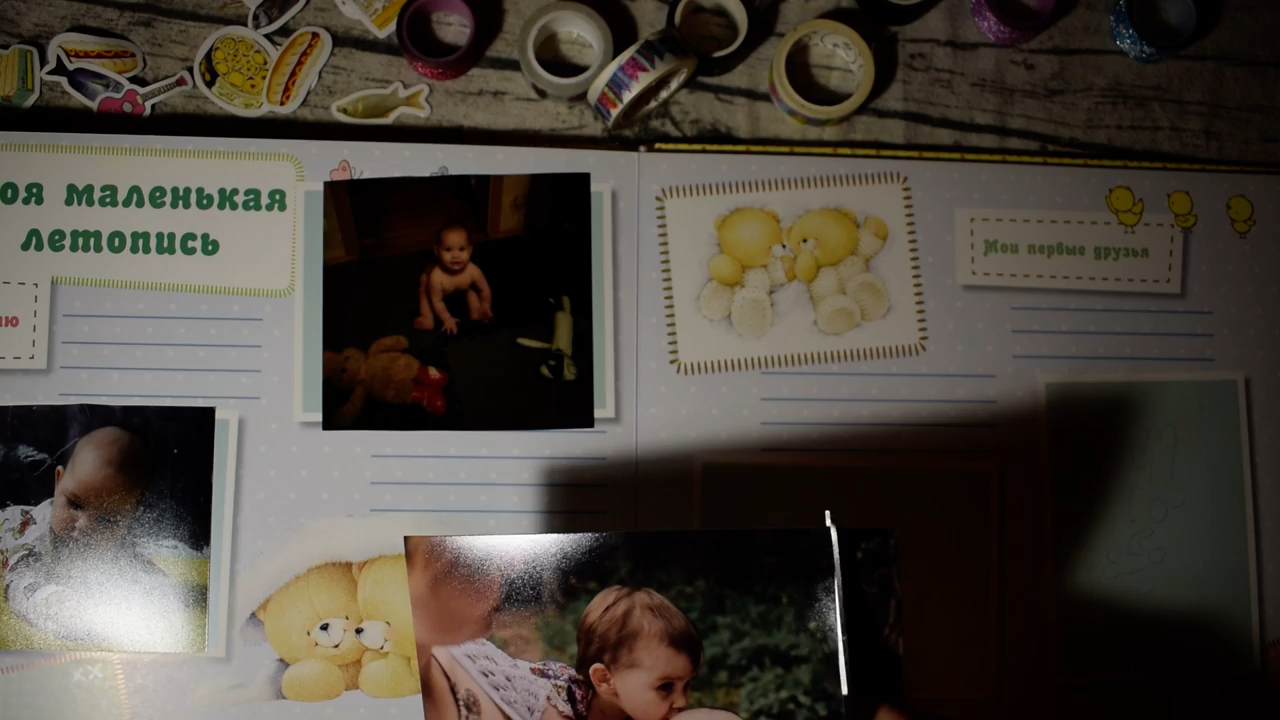 оя маленькая
летопись
ю
Мои первые друзья